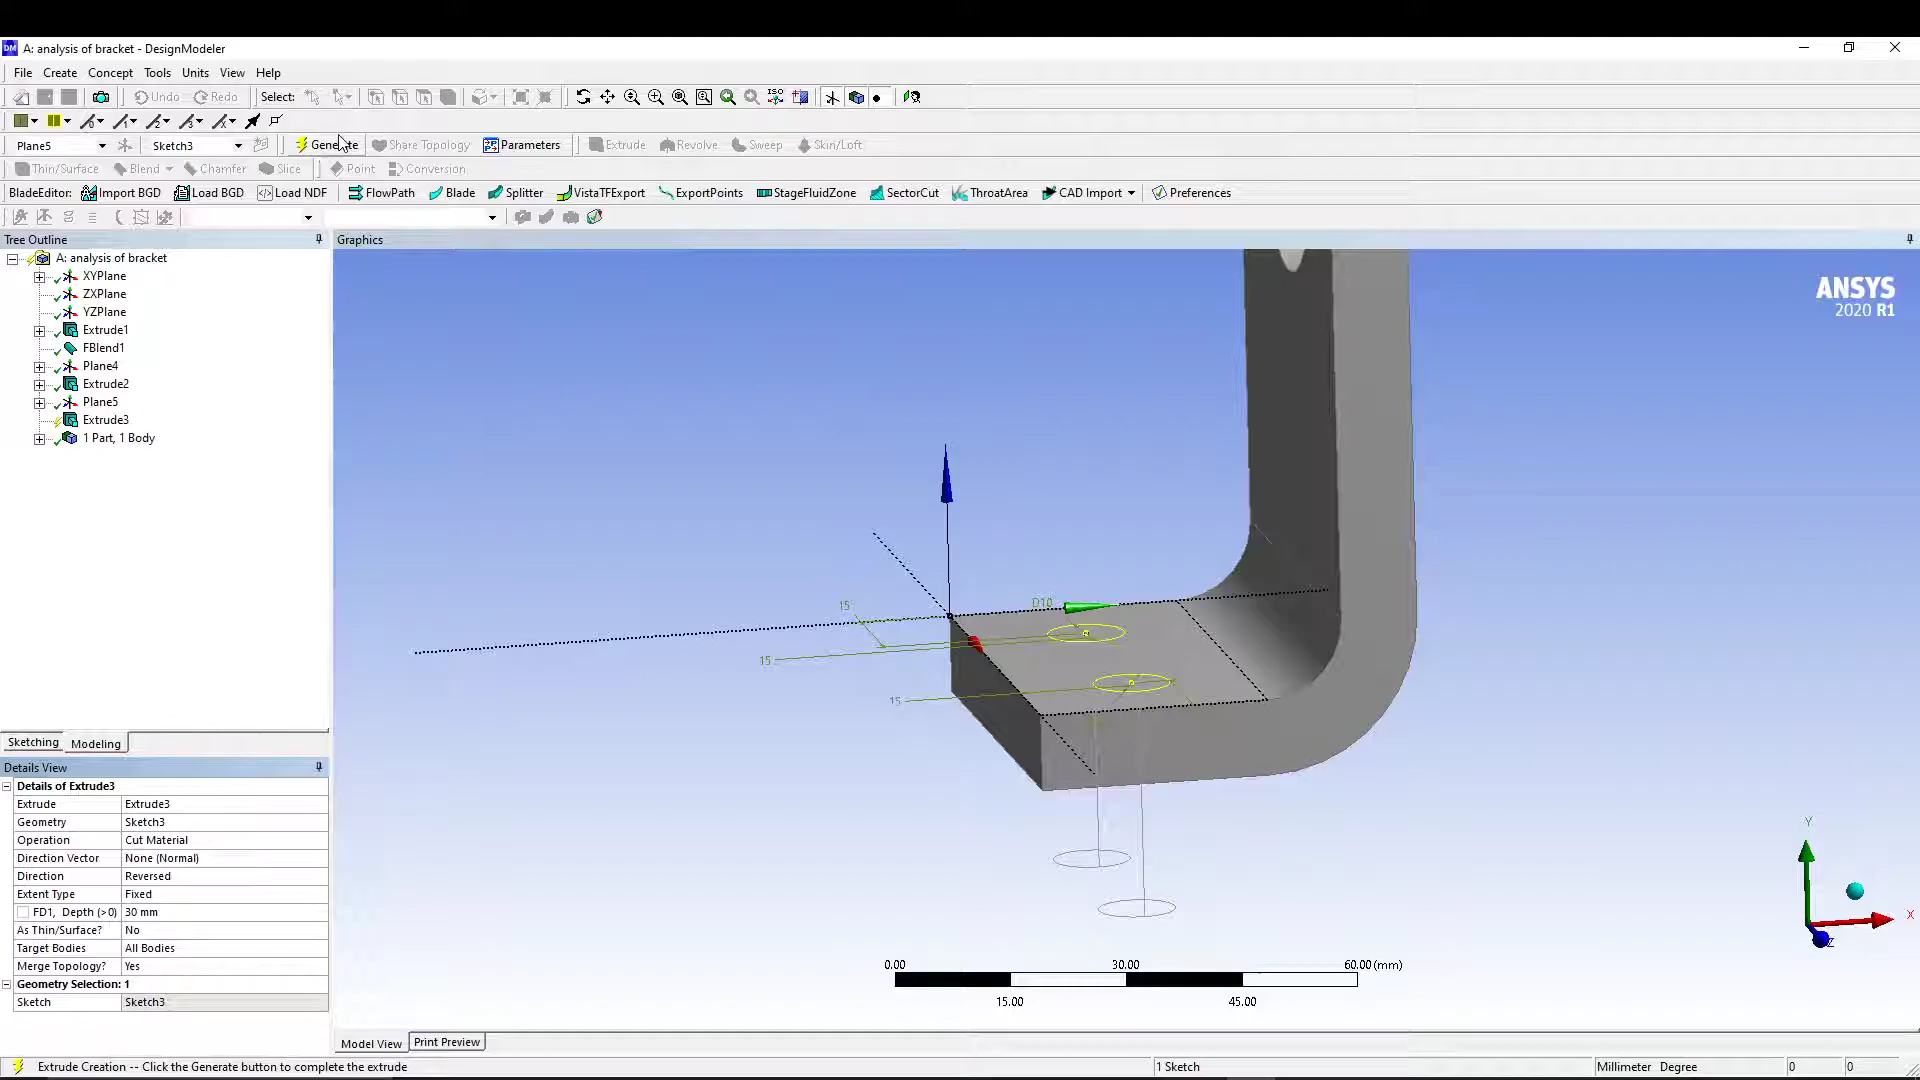 A: analysis of bracket - DesignModeler
File Create Concept Tools Units View Help
Undo Redo Select: ISO
Plane5 Sketch3 Generate Share Topology Parameters Extrude Revolve Sweep Skin/Loft
Thin/Surface Blend Chamfer Slice Point Conversion
BladeEditor: Import BGD Load BGD Load NDF FlowPath Blade Splitter VistaTFExport ExportPoints StageFluidZone SectorCut ThroatArea CAD Import Preferences
Tree Outline
Graphics
A: analysis of bracket
XYPlane
ZXPlane
YZPlane
Extrude1
FBlend1
Plane4
Extrude2
Plane5
Extrude3
1 Part, 1 Body
ANSYS
2020 R1
15
D10
15
15
Sketching Modeling
Details View
Details of Extrude3
Extrude Extrude3
Geometry Sketch3
Operation Cut Material
Direction Vector None (Normal)
Direction Reversed
Extent Type Fixed
FD1, Depth (>0) 30 mm
As Thin/Surface? No
Target Bodies All Bodies
Merge Topology? Yes
Geometry Selection: 1
Sketch Sketch3
Y
X
Z
0.00 30.00 60.00 (mm)
15.00 45.00
Model View Print Preview
Extrude Creation -- Click the Generate button to complete the extrude 1 Sketch Millimeter Degree 0 0